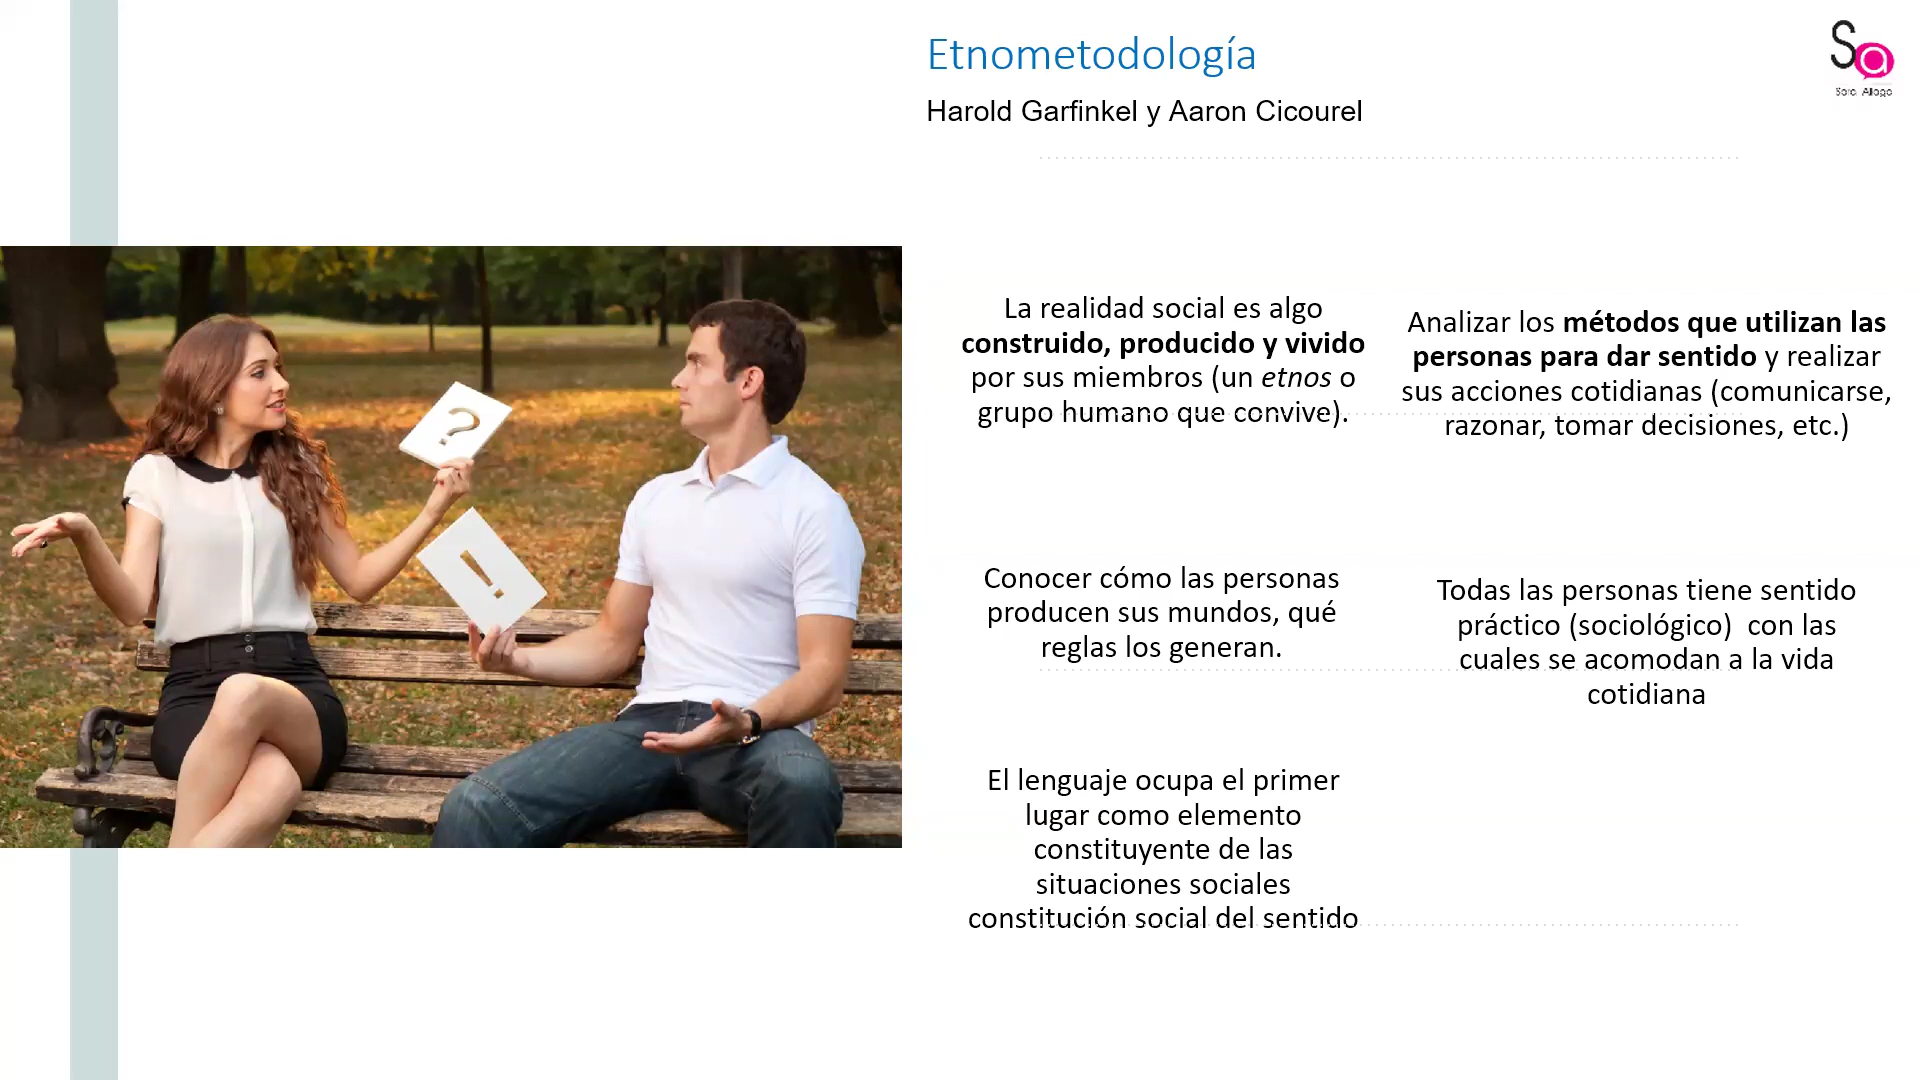 Etnometodología
Harold Garfinkel y Aaron Cicourel
Sa
La realidad social es algo
construido, producido y vivido
por sus miembros (un etnos o
grupo humano que convive).
Analizar los métodos que utilizan las
personas para dar sentido y realizar
sus acciones cotidianas (comunicarse,
razonar, tomar decisiones, etc.)
?
!
Conocer cómo las personas
producen sus mundos, qué
reglas los generan.
Todas las personas tiene sentido
práctico (sociológico)  con las
cuales se acomodan a la vida
cotidiana
El lenguaje ocupa el primer
lugar como elemento
constituyente de las
situaciones sociales
constitución social del sentido